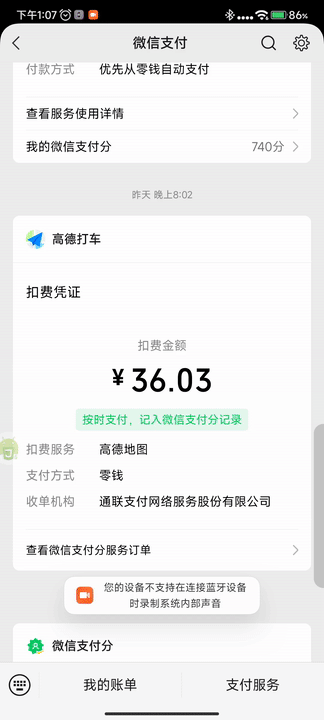 下午1:07
86%
微信支付
付款方式 优先从零钱自动支付
查看服务使用详情
我的微信支付分 740分
昨天 晚上8:02
高德打车
扣费凭证
扣费金额
¥36.03
按时支付，记入微信支付分记录
扣费服务 高德地图
支付方式 零钱
收单机构 通联支付网络服务股份有限公司
查看微信支付分服务订单
您的设备不支持在连接蓝牙设备
时录制系统内部声音
微信支付分
我的账单 支付服务